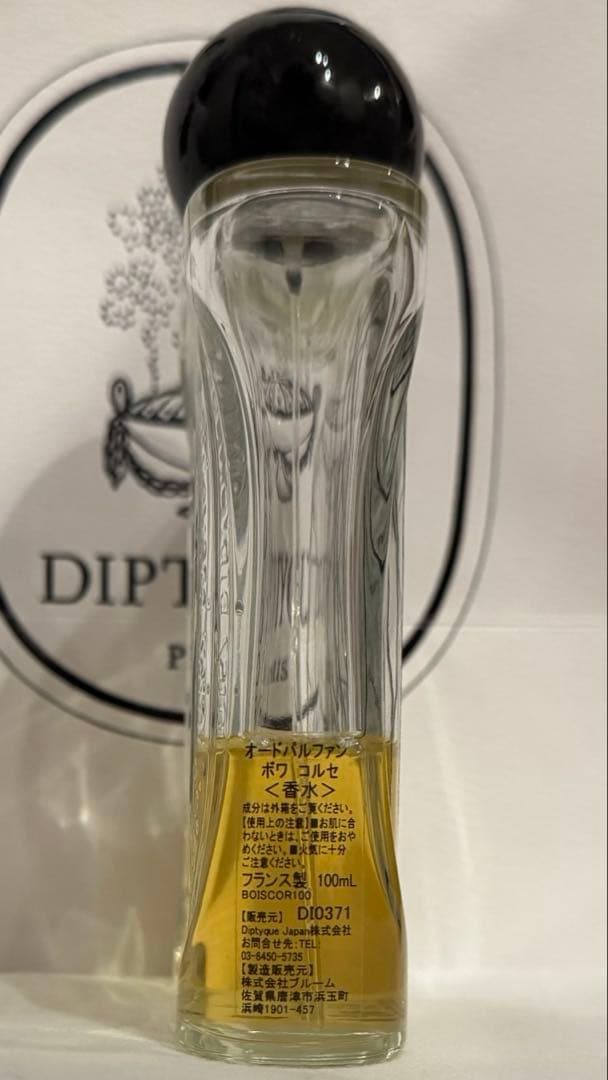 DIPT
P
オードパルファン
ボワ コルセ
＜香水＞
成分は外箱をご覧ください。
【使用上の注意】■お肌に合
わないときは、ご使用をおや
めください。■火気に十分
ご注意ください。
フランス製 100mL
BOISCOR100
【販売元】 DI0371
Diptyque Japan株式会社
お問合せ先:TEL:
03-6450-5735
【製造販売元】
株式会社ブルーム
佐賀県唐津市浜玉町
浜崎1901-457